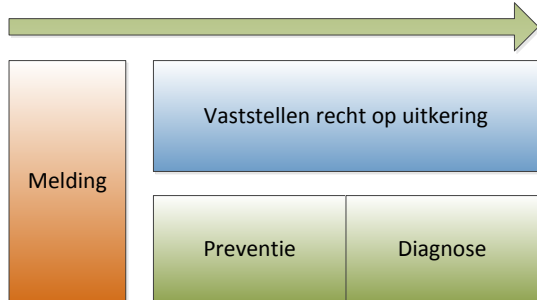 Vaststellen recht op uitkering
Melding
Preventie
Diagnose